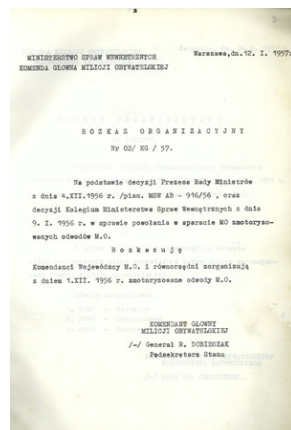 3
MINISTERSTWO SPRAW WEWNĘTRZNYCH
KOMENDA GŁOWNA MILICJI OBYWATELSKIEJ
Warszawa,dn.12. I. 1957r
ROZKAZ ORGANIZACYJNY
Nr 02/ KG / 57.
Na podstawie decyzji Prezesa Rady Ministrów
z dnia 4.XII.1956 r /pism. MSW AB - 916/56 , oraz
decyzji Kolegium Ministerstwa Spraw Wewnętrznych z dnia
9. I. 1956 r. w sprawie powołania w aparacie MO zmotoryzo-
wanych odwodów M.O.
Rozkazuję
Komendanci Wojewódzcy M.O. i równorzędni zorganizują
z dniem 1.XII. 1956 r. zmotoryzowane odwody M.O.
KOMENDANT GŁOWNY
MILICJI OBYWATELSKIEJ
/-/ Generał R. DOBIESZAK
Podsekretarz Stanu